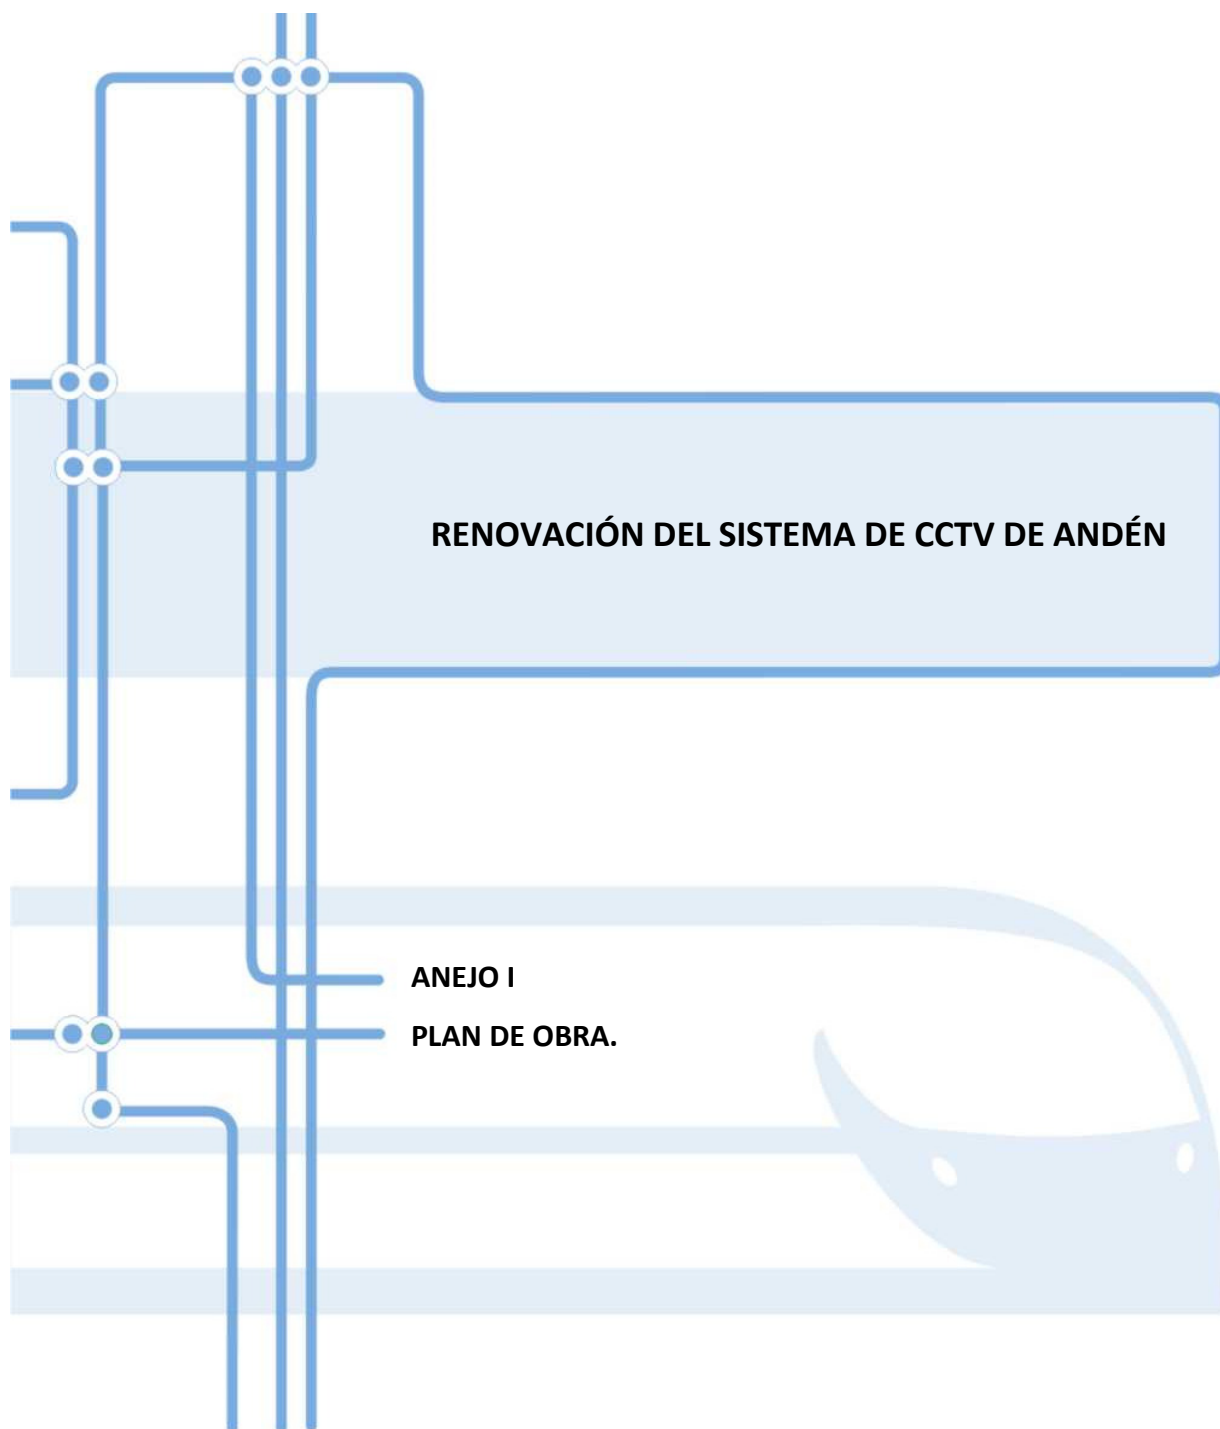 RENOVACIÓN DEL SISTEMA DE CCTV DE ANDÉN
ANEJO I
PLAN DE OBRA.